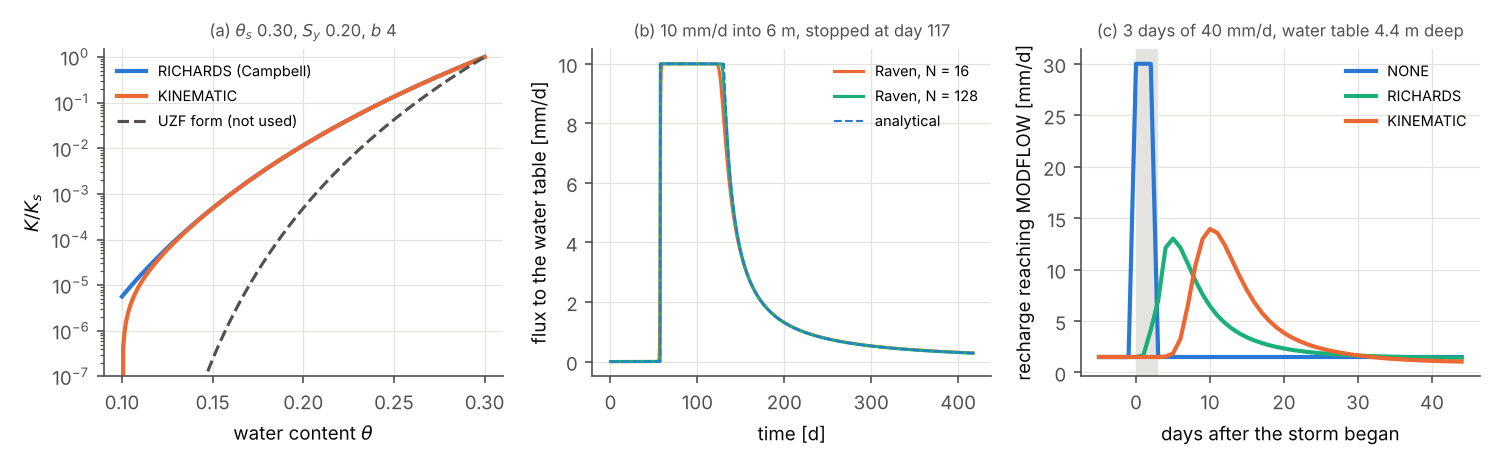 (a) θs 0.30, Sy 0.20, b 4
K/Ks
10⁰
10⁻¹
10⁻²
10⁻³
10⁻⁴
10⁻⁵
10⁻⁶
10⁻⁷
RICHARDS (Campbell)
KINEMATIC
UZF form (not used)
0.10 0.15 0.20 0.25 0.30
water content θ
(b) 10 mm/d into 6 m, stopped at day 117
flux to the water table [mm/d]
10
8
6
4
2
0
Raven, N = 16
Raven, N = 128
analytical
0 100 200 300 400
time [d]
(c) 3 days of 40 mm/d, water table 4.4 m deep
recharge reaching MODFLOW [mm/d]
30
25
20
15
10
5
0
NONE
RICHARDS
KINEMATIC
0 10 20 30 40
days after the storm began